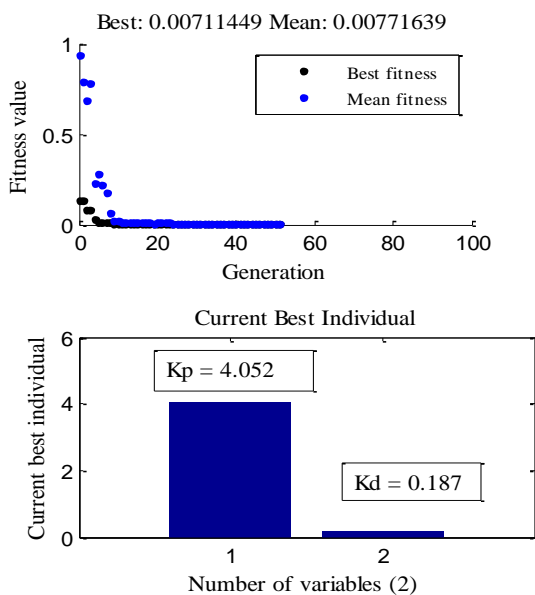 Best: 0.00711449 Mean: 0.00771639
1
0.5
0
Fitness value
Best fitness
Mean fitness
0 20 40 60 80 100
Generation
Current Best Individual
6
4
2
0
Current best individual
Kp = 4.052
Kd = 0.187
1 2
Number of variables (2)